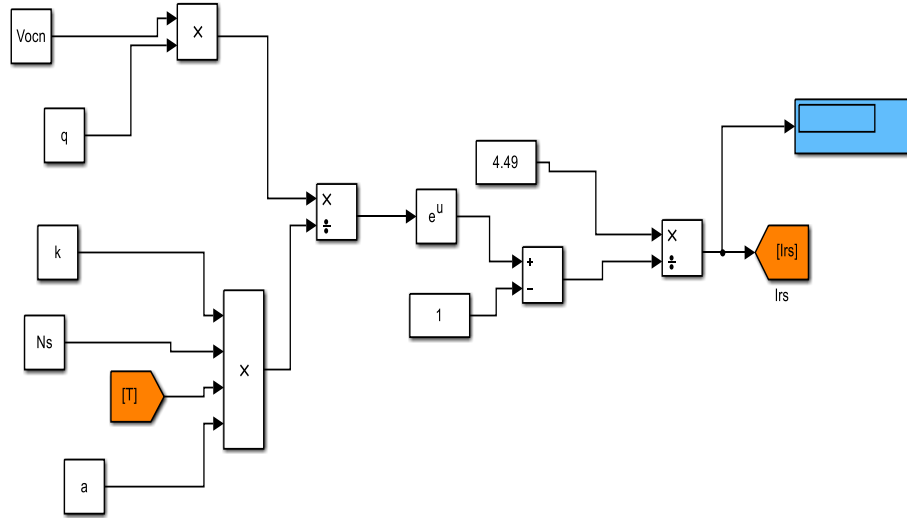 Vocn
×
q
×
÷
e^u
4.49
×
÷
[Irs]
Irs
k
+
−
1
Ns
×
[T]
a